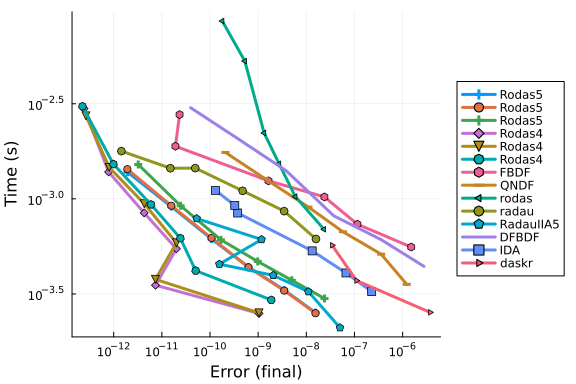 10^-2.5
10^-3.0
10^-3.5
Time (s)
10^-12
10^-11
10^-10
10^-9
10^-8
10^-7
10^-6
Error (final)
Rodas5
Rodas5
Rodas5
Rodas4
Rodas4
Rodas4
FBDF
QNDF
rodas
radau
RadauIIA5
DFBDF
IDA
daskr